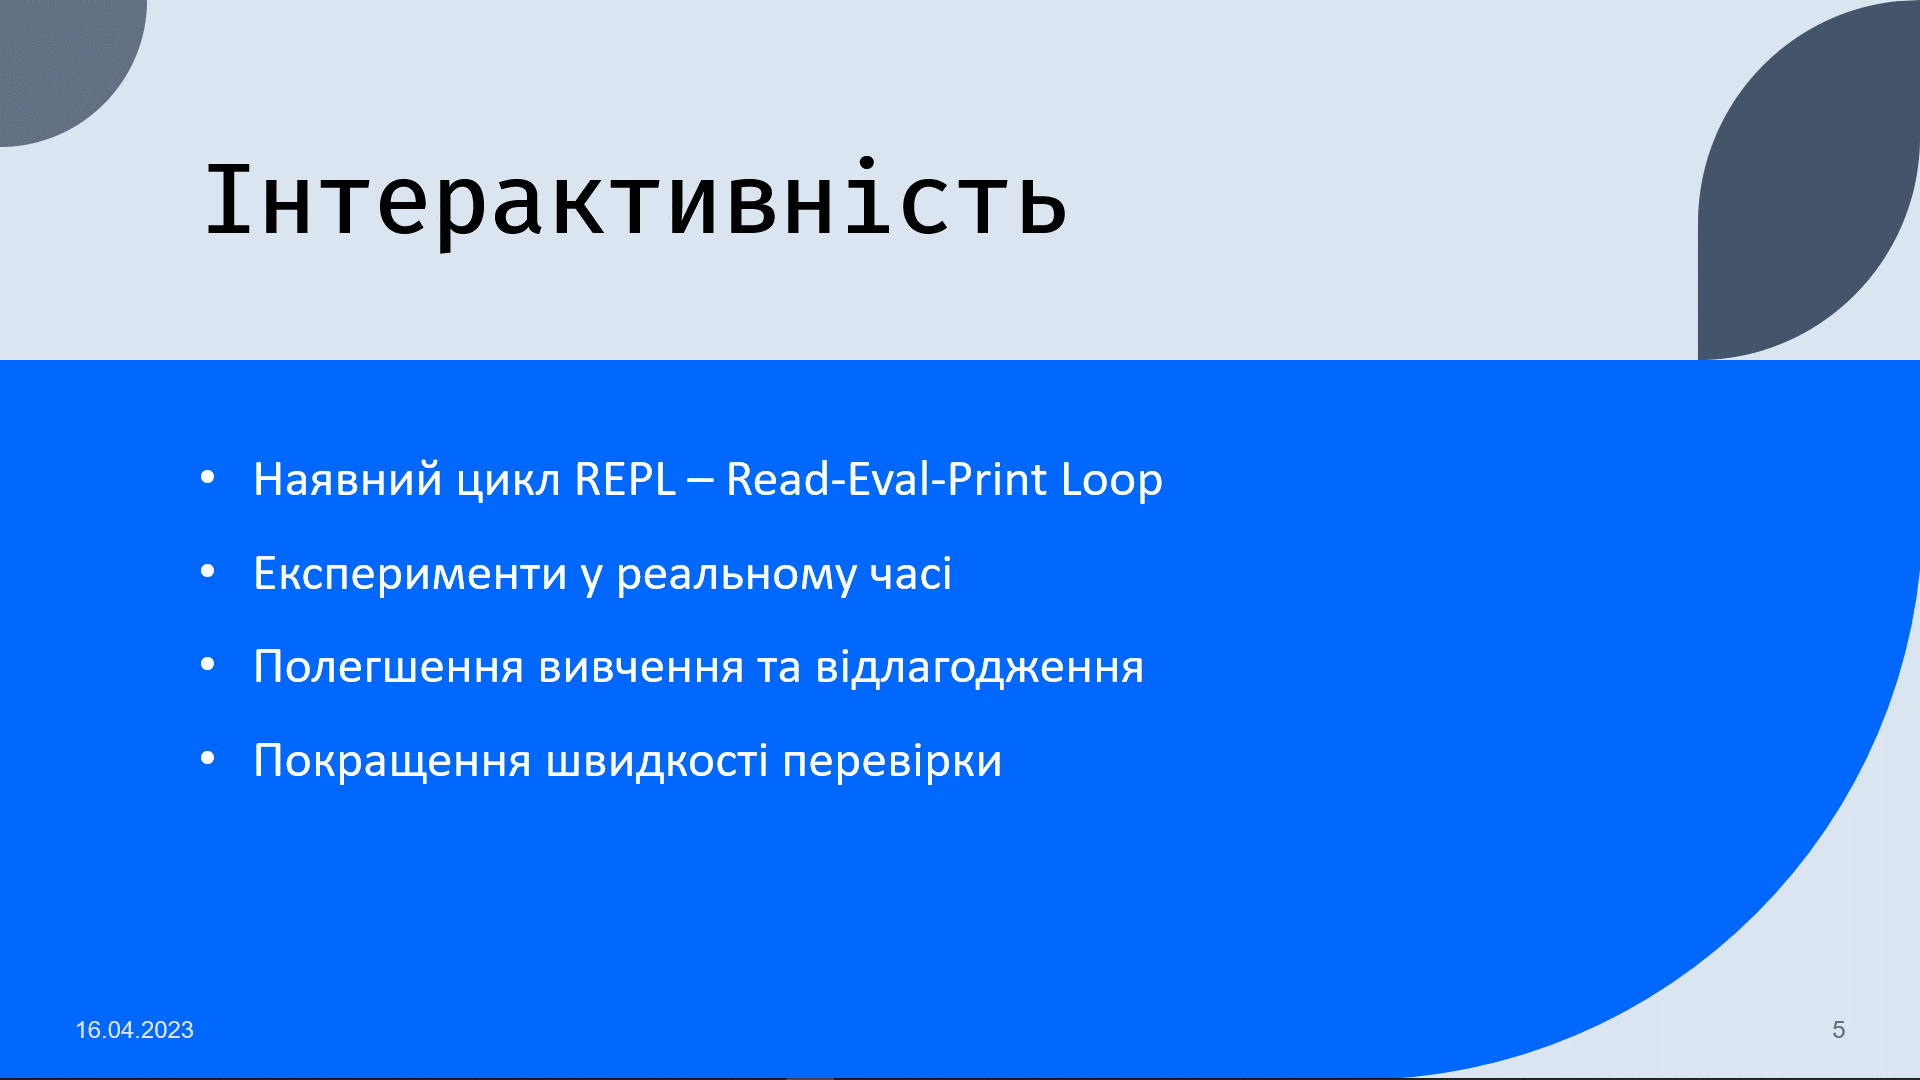 Інтерактивність
• Наявний цикл REPL – Read-Eval-Print Loop
• Експерименти у реальному часі
• Полегшення вивчення та відлагодження
• Покращення швидкості перевірки
16.04.2023
5